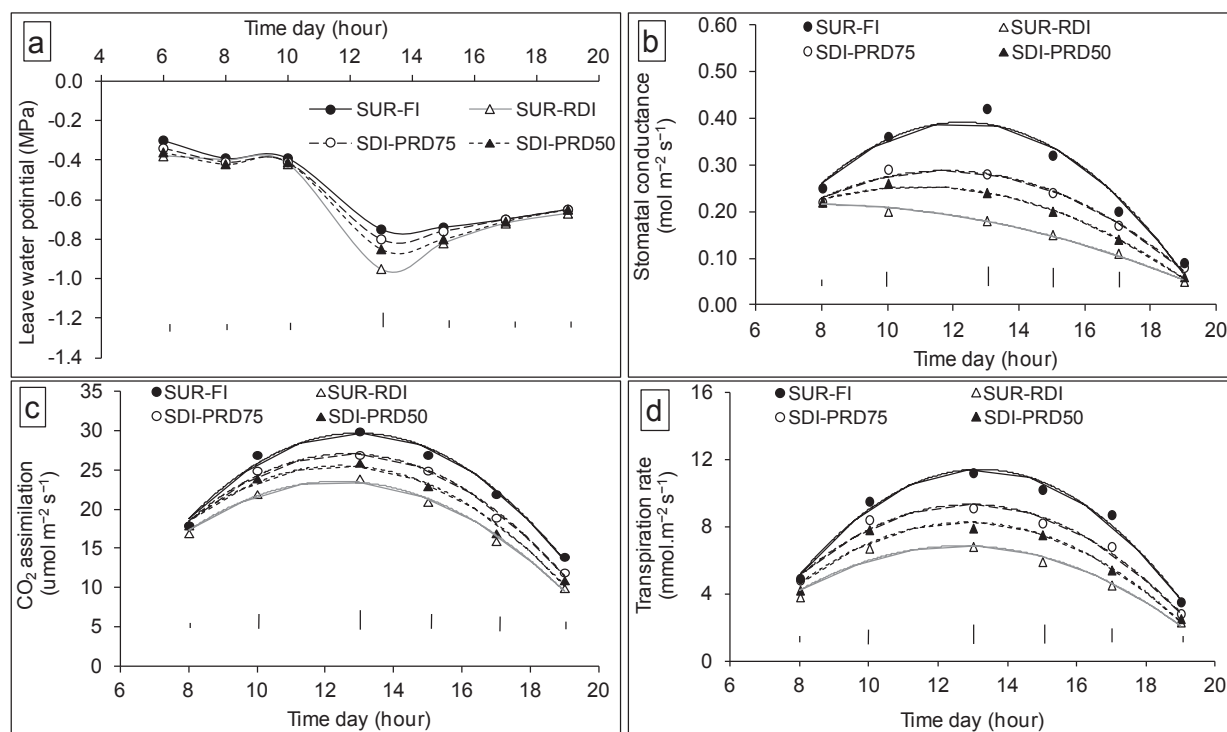 a
Time day (hour)
4 6 8 10 12 14 16 18 20
0.0
-0.2
-0.4
-0.6
-0.8
-1.0
-1.2
-1.4
Leave water potential (MPa)
SUR-FI SUR-RDI
SDI-PRD75 SDI-PRD50
b
SUR-FI SUR-RDI
SDI-PRD75 SDI-PRD50
0.60
0.50
0.40
0.30
0.20
0.10
0.00
Stomatal conductance
(mol m⁻² s⁻¹)
6 8 10 12 14 16 18 20
Time day (hour)
c
SUR-FI SUR-RDI
SDI-PRD75 SDI-PRD50
35
30
25
20
15
10
5
0
CO₂ assimilation
(umol m⁻² s⁻¹)
6 8 10 12 14 16 18 20
Time day (hour)
d
SUR-FI SUR-RDI
SDI-PRD75 SDI-PRD50
16
12
8
4
0
Transpiration rate
(mmol.m⁻² s⁻¹)
6 8 10 12 14 16 18 20
Time day (hour)